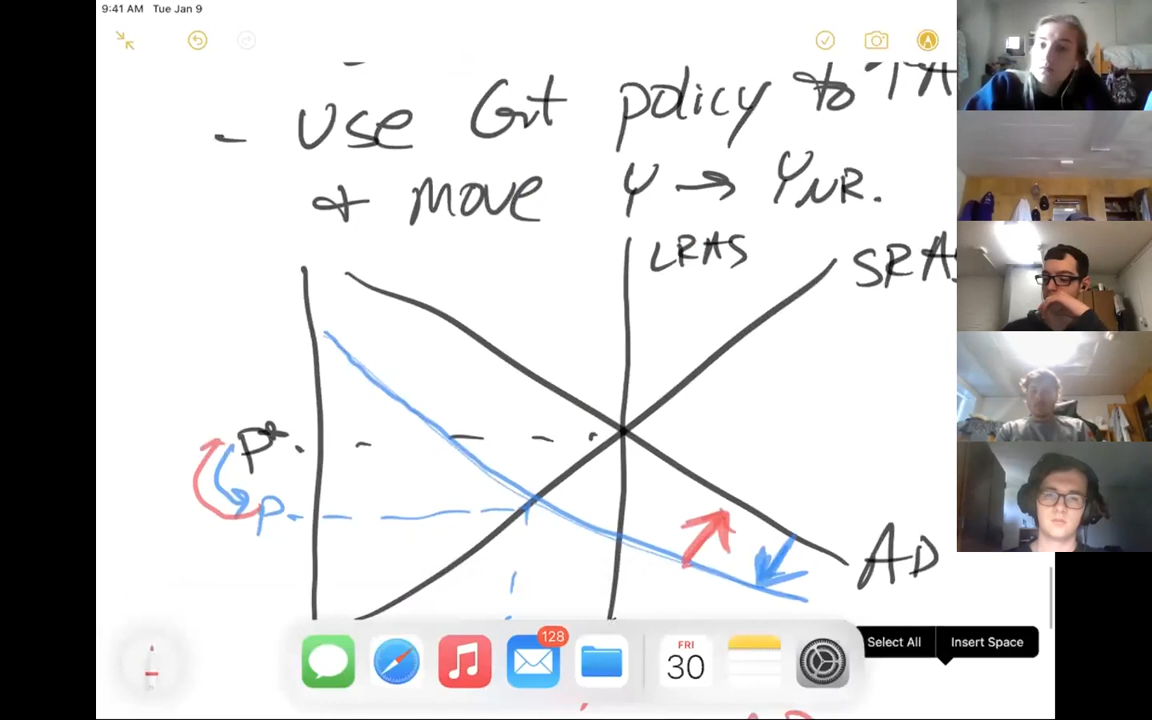 9:41 AM Tue Jan 9
- Use Gvt policy to ↑A
+ move Y → YNR.
LRAS
SRAS
P*
P
AD
128
FRI
30
Select All
Insert Space